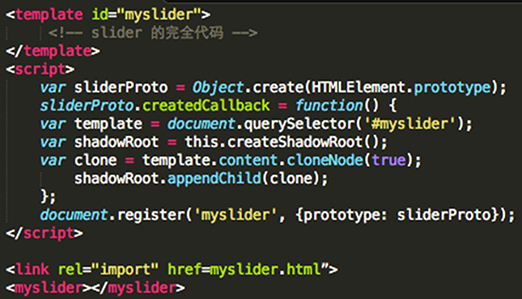 <template id="myslider">
<!-- slider 的完全代码 -->
</template>
<script>
var sliderProto = Object.create(HTMLElement.prototype);
sliderProto.createdCallback = function() {
var template = document.querySelector('#myslider');
var shadowRoot = this.createShadowRoot();
var clone = template.content.cloneNode(true);
shadowRoot.appendChild(clone);
};
document.register('myslider', {prototype: sliderProto});
</script>
<link rel="import" href=myslider.html”>
<myslider></myslider>